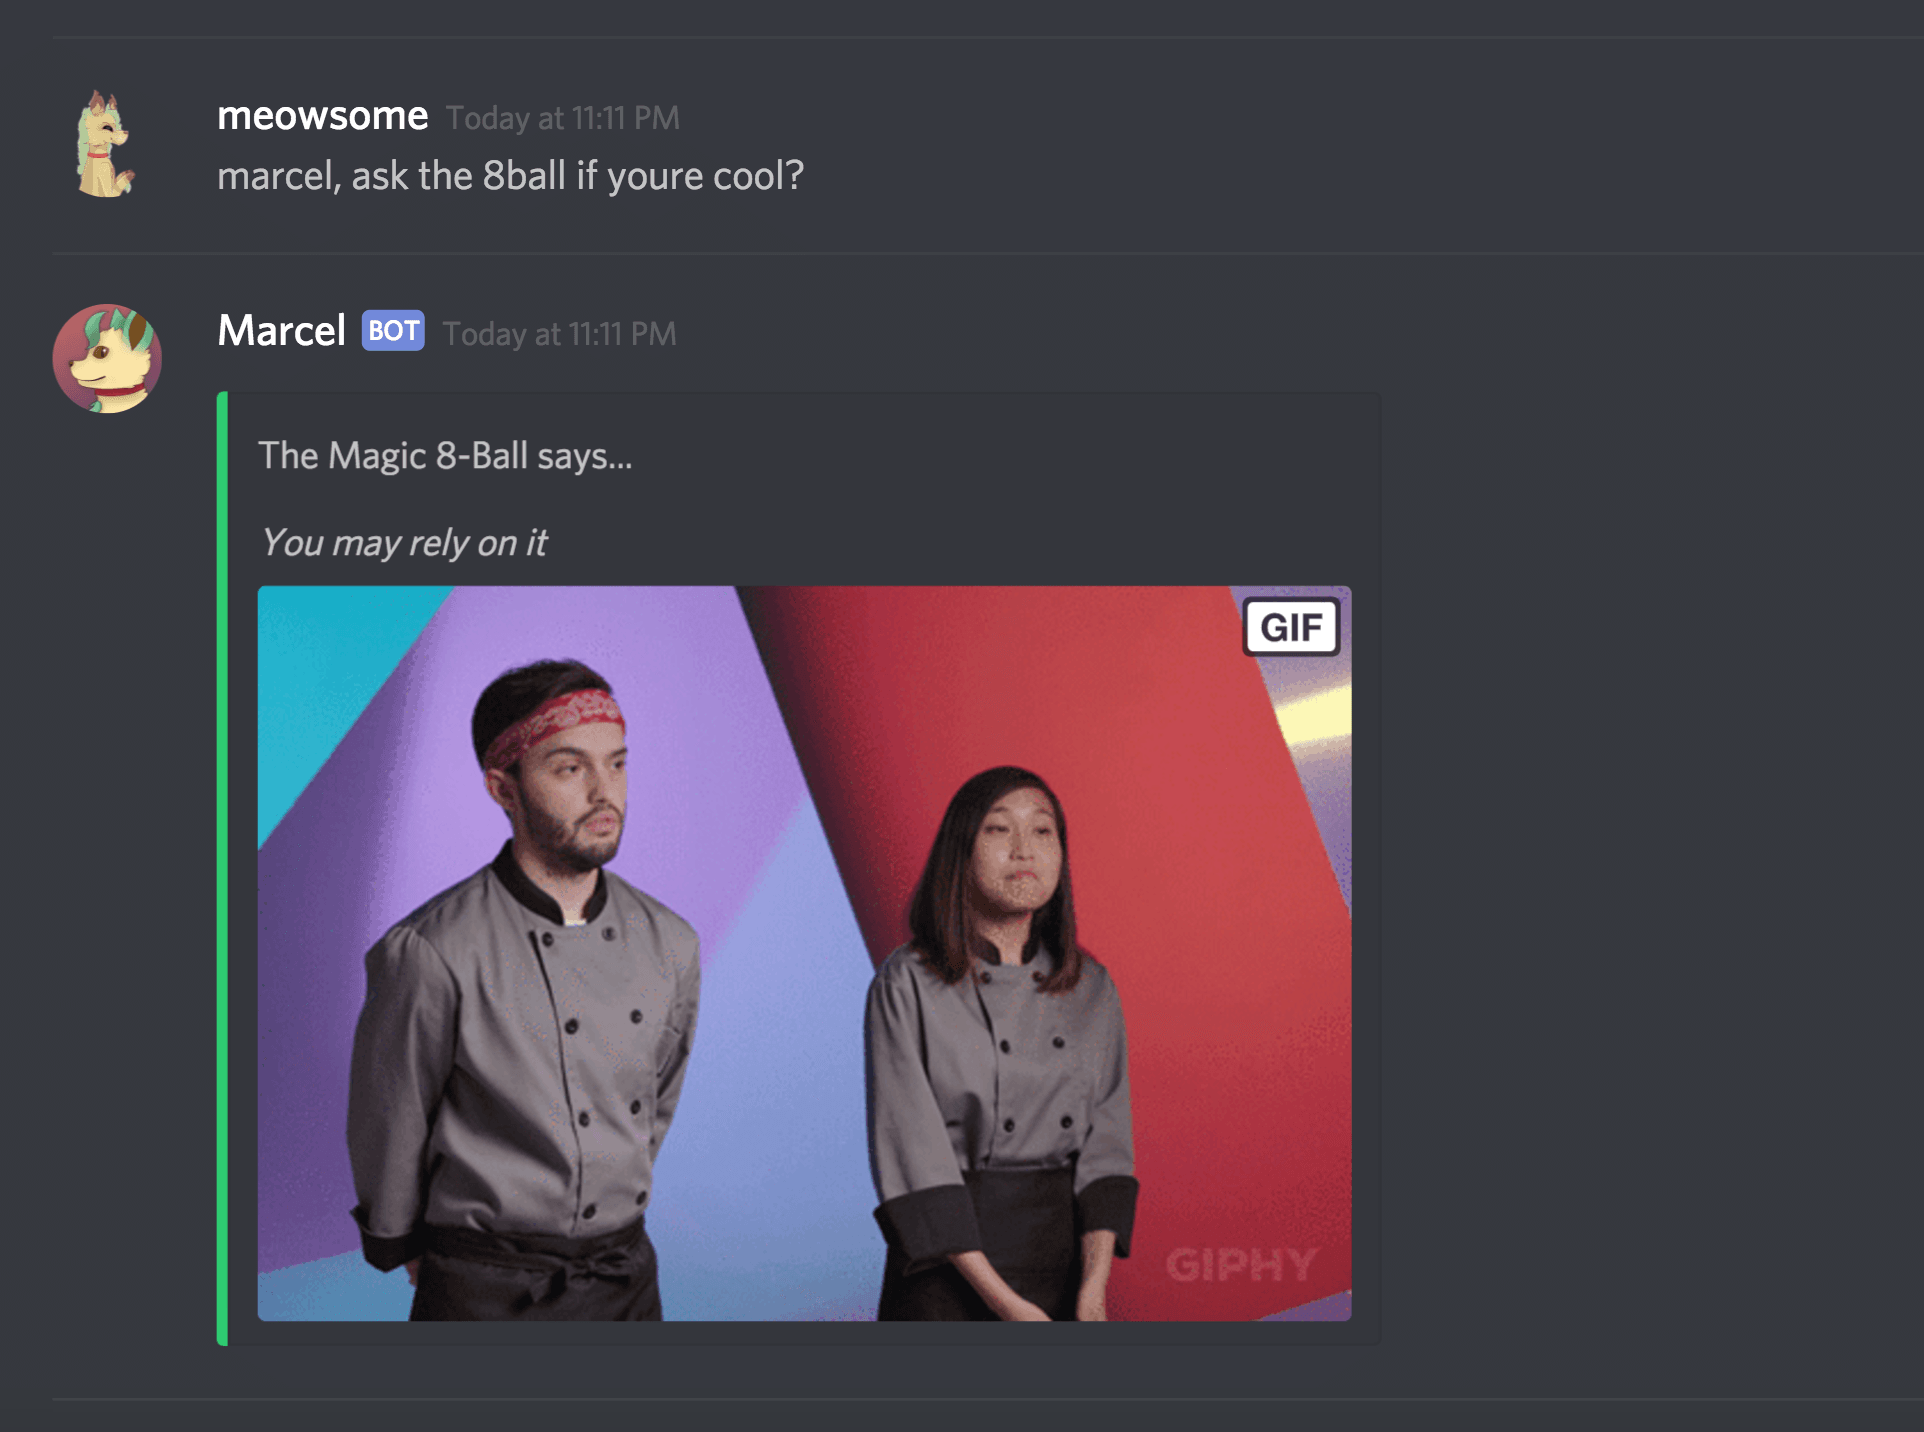 meowsome Today at 11:11 PM
marcel, ask the 8ball if youre cool?
Marcel BOT Today at 11:11 PM
The Magic 8-Ball says...
You may rely on it
GIF
GIPHY